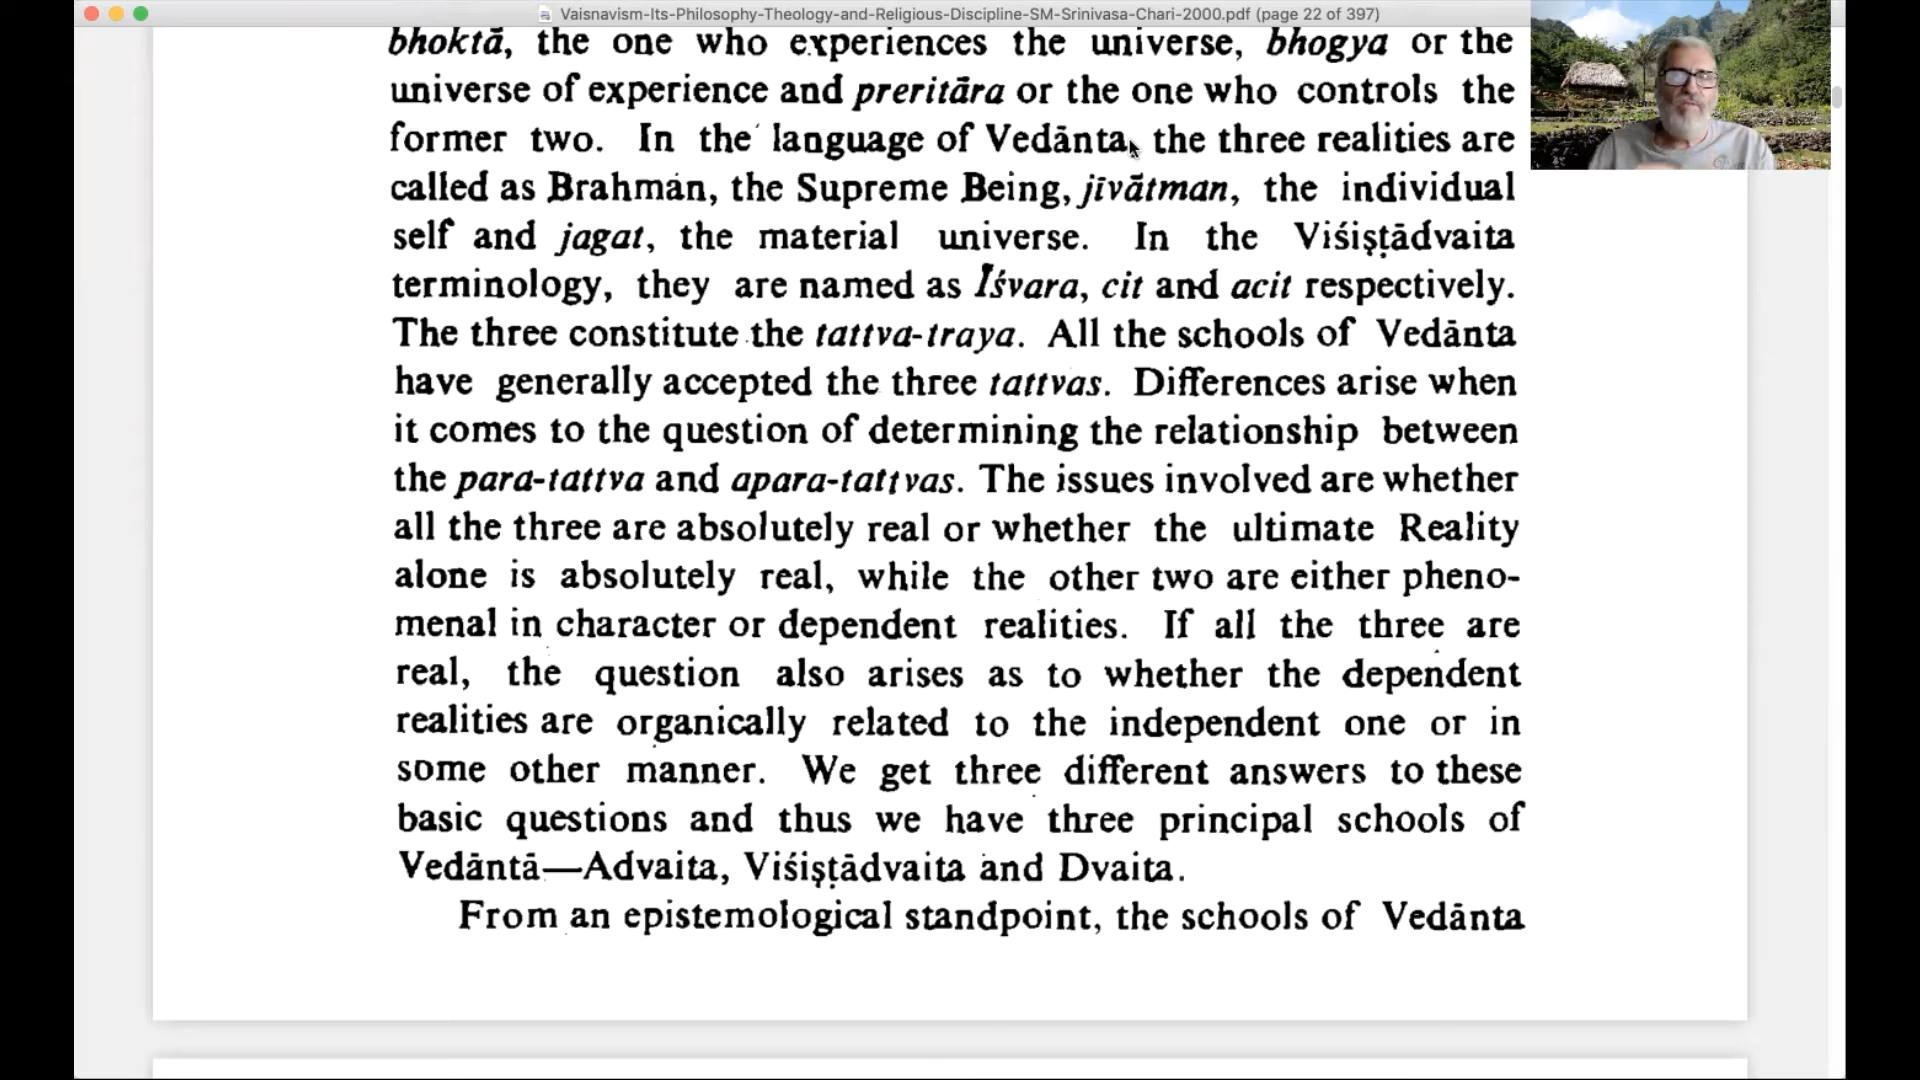 Vaisnavism-Its-Philosophy-Theology-and-Religious-Discipline-SM-Srinivasa-Chari-2000.pdf (page 22 of 397)
bhoktā, the one who experiences the universe, bhogya or the
universe of experience and preritāra or the one who controls the
former two. In the language of Vedānta, the three realities are
called as Brahman, the Supreme Being, jīvātman, the individual
self and jagat, the material universe. In the Viśiṣṭādvaita
terminology, they are named as Īśvara, cit and acit respectively.
The three constitute the tattva-traya. All the schools of Vedānta
have generally accepted the three tattvas. Differences arise when
it comes to the question of determining the relationship between
the para-tattva and apara-tattvas. The issues involved are whether
all the three are absolutely real or whether the ultimate Reality
alone is absolutely real, while the other two are either pheno-
menal in character or dependent realities. If all the three are
real, the question also arises as to whether the dependent
realities are organically related to the independent one or in
some other manner. We get three different answers to these
basic questions and thus we have three principal schools of
Vedāntā—Advaita, Viśiṣṭādvaita and Dvaita.
From an epistemological standpoint, the schools of Vedānta